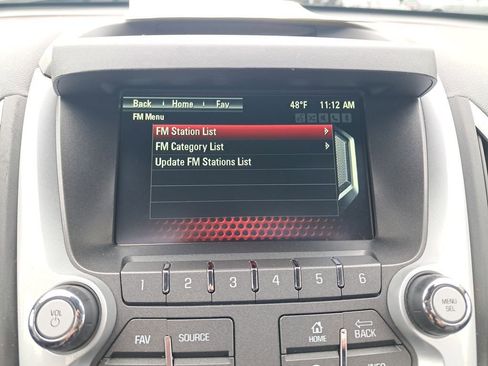 Back Home Fav 48°F 11:12 AM
FM Menu
FM Station List
FM Category List
Update FM Stations List
1 2 3 4 5 6
VOL
MENU
SEL
FAV SOURCE
HOME BACK